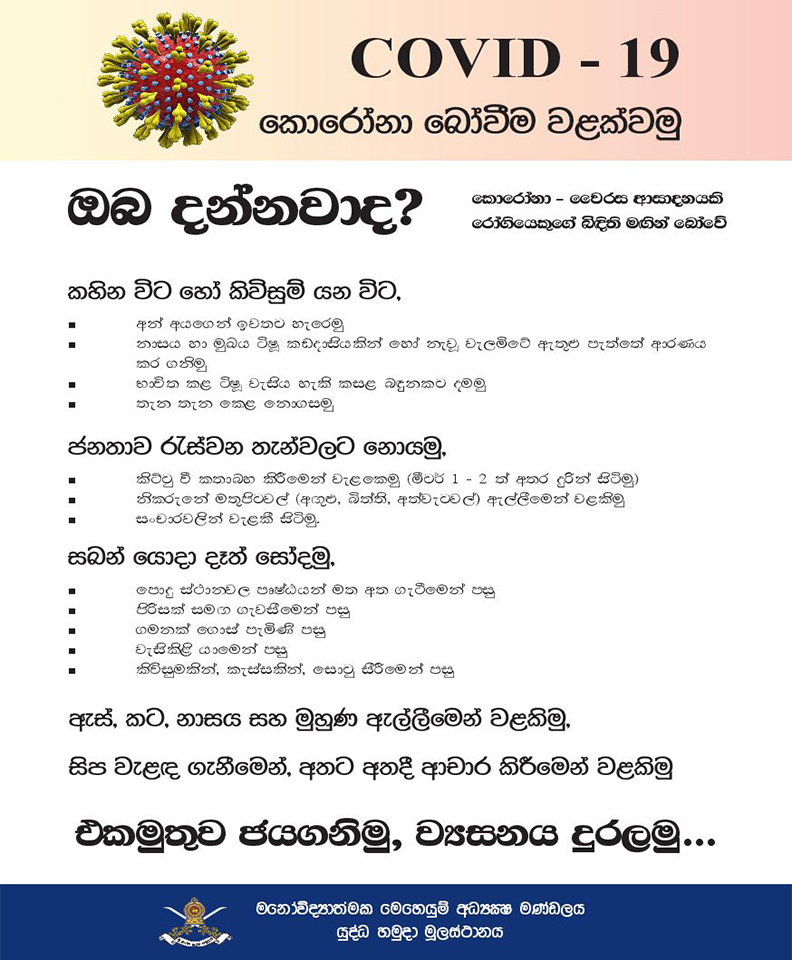 COVID - 19
කොරෝනා බෝවීම වළක්වමු
ඔබ දන්නවාද?
කොරෝනා - වෛරස ආසාදනයකි
රෝගියෙකුගේ බිඳිති මඟින් බෝවේ
කහින විට හෝ කිවිසුම් යන විට,
▪ අන් අයගෙන් ඉවතට හැරෙමු
▪ නාසය හා මුඛය ටිෂූ කඩදාසියකින් හෝ නැවූ වැලමිටේ ඇතුළු පැත්තේ ආරණය
කර ගනිමු
▪ භාවිත කළ ටිෂූ වැසිය හැකි කසළ බඳුනකට දමමු
▪ තැන තැන කෙළ නොගසමු
ජනතාව රැස්වන තැන්වලට නොයමු,
▪ කිට්ටු වී කතාබහ කිරීමෙන් වැළකෙමු (මීටර් 1 - 2 ත් අතර දුරින් සිටිමු)
▪ නිකරුනේ මතුපිටවල් (අගුළු, බිත්ති, අත්වැටවල්) ඇල්ලීමෙන් වළකිමු
▪ සංචාරවලින් වැළකී සිටිමු.
සබන් යොදා දෑත් සෝදමු,
▪ පොදු ස්ථානවල පෘෂ්ඨයන් මත අත ගැටීමෙන් පසු
▪ පිරිසක් සමඟ ගැවසීමෙන් පසු
▪ ගමනක් ගොස් පැමිණි පසු
▪ වැසිකිළි යාමෙන් පසු
▪ කිවිසුමකින්, කැස්සකින්, සොටු සීරීමෙන් පසු
ඇස්, කට, නාසය සහ මුහුණ ඇල්ලීමෙන් වළකිමු,
සිප වැළඳ ගැනීමෙන්, අතට අතදී ආචාර කිරීමෙන් වළකිමු
එකමුතුව ජයගනිමු, ව්‍යසනය දුරලමු...
මනෝවිද්‍යාත්මක මෙහෙයුම් අධ්‍යක්ෂ මණ්ඩලය
යුද්ධ හමුදා මූලස්ථානය